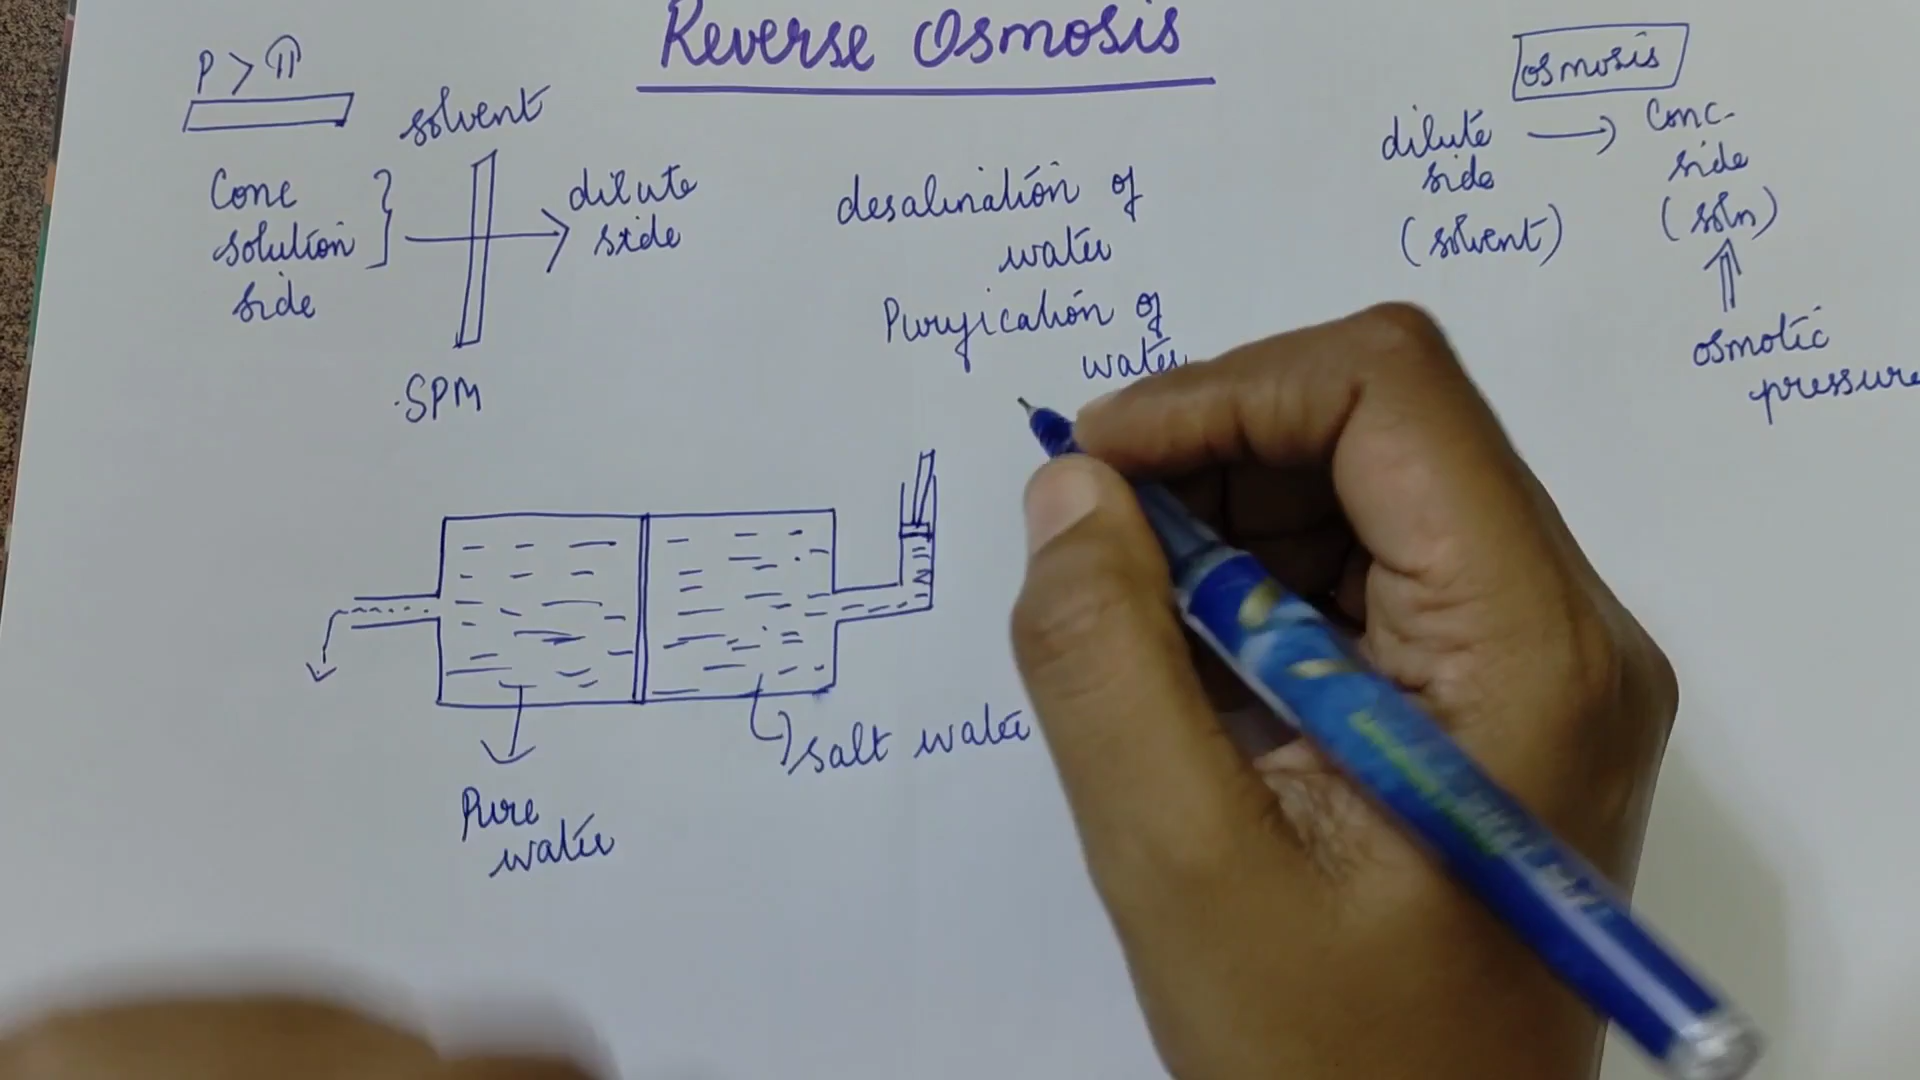 Reverse Osmosis
P > π
solvent
Conc
solution
side
dilute
side
SPM
desalination of
water
Purification of
water
osmosis
dilute
side
(solvent)
→
Conc.
side
(soln)
osmotic
pressure
salt water
Pure
water